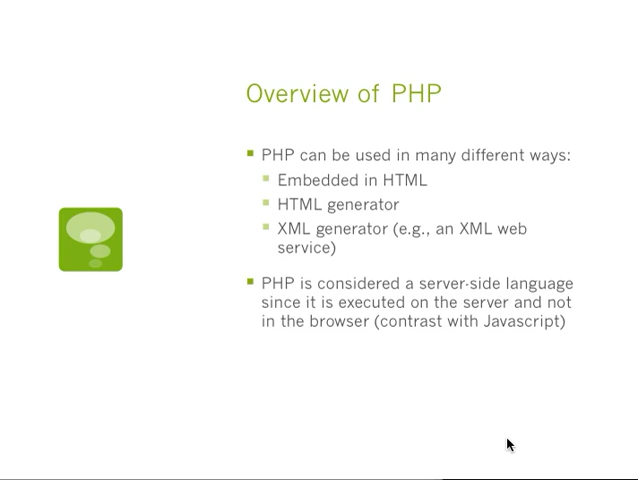 Overview of PHP
PHP can be used in many different ways:
Embedded in HTML
HTML generator
XML generator (e.g., an XML web
service)
PHP is considered a server-side language
since it is executed on the server and not
in the browser (contrast with Javascript)